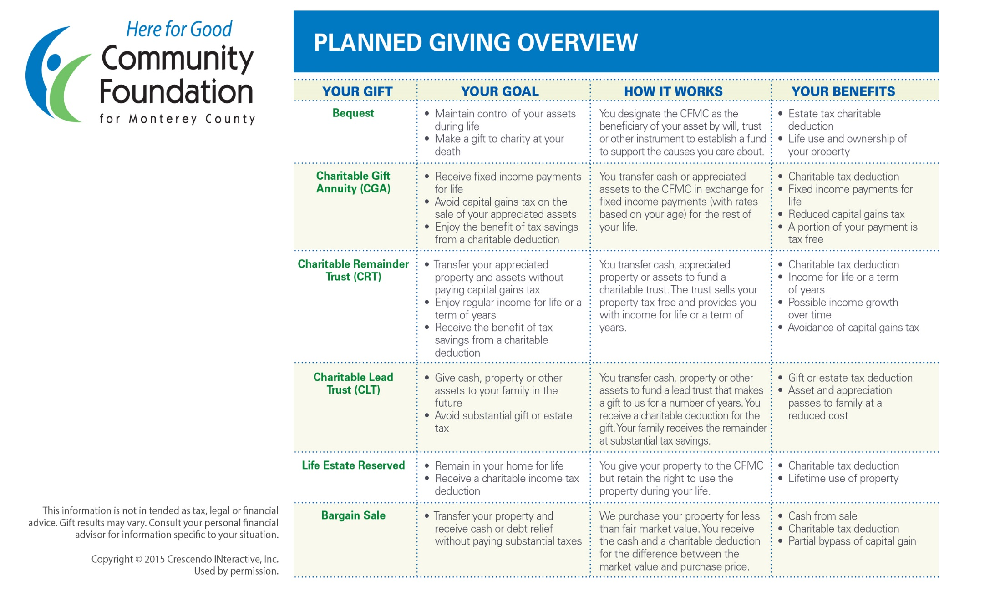 Here for Good
Community
Foundation
for Monterey County
PLANNED GIVING OVERVIEW
YOUR GIFT
YOUR GOAL
HOW IT WORKS
YOUR BENEFITS
Bequest
• Maintain control of your assets
during life
• Make a gift to charity at your
death
You designate the CFMC as the
beneficiary of your asset by will, trust
or other instrument to establish a fund
to support the causes you care about.
• Estate tax charitable
deduction
• Life use and ownership of
your property
Charitable Gift
Annuity (CGA)
• Receive fixed income payments
for life
• Avoid capital gains tax on the
sale of your appreciated assets
• Enjoy the benefit of tax savings
from a charitable deduction
You transfer cash or appreciated
assets to the CFMC in exchange for
fixed income payments (with rates
based on your age) for the rest of
your life.
• Charitable tax deduction
• Fixed income payments for
life
• Reduced capital gains tax
• A portion of your payment is
tax free
Charitable Remainder
Trust (CRT)
• Transfer your appreciated
property and assets without
paying capital gains tax
• Enjoy regular income for life or a
term of years
• Receive the benefit of tax
savings from a charitable
deduction
You transfer cash, appreciated
property or assets to fund a
charitable trust. The trust sells your
property tax free and provides you
with income for life or a term of
years.
• Charitable tax deduction
• Income for life or a term
of years
• Possible income growth
over time
• Avoidance of capital gains tax
Charitable Lead
Trust (CLT)
• Give cash, property or other
assets to your family in the
future
• Avoid substantial gift or estate
tax
You transfer cash, property or other
assets to fund a lead trust that makes
a gift to us for a number of years. You
receive a charitable deduction for the
gift. Your family receives the remainder
at substantial tax savings.
• Gift or estate tax deduction
• Asset and appreciation
passes to family at a
reduced cost
Life Estate Reserved
• Remain in your home for life
• Receive a charitable income tax
deduction
You give your property to the CFMC
but retain the right to use the
property during your life.
• Charitable tax deduction
• Lifetime use of property
Bargain Sale
• Transfer your property and
receive cash or debt relief
without paying substantial taxes
We purchase your property for less
than fair market value. You receive
the cash and a charitable deduction
for the difference between the
market value and purchase price.
• Cash from sale
• Charitable tax deduction
• Partial bypass of capital gain
This information is not in tended as tax, legal or financial
advice. Gift results may vary. Consult your personal financial
advisor for information specific to your situation.
Copyright © 2015 Crescendo INteractive, Inc.
Used by permission.